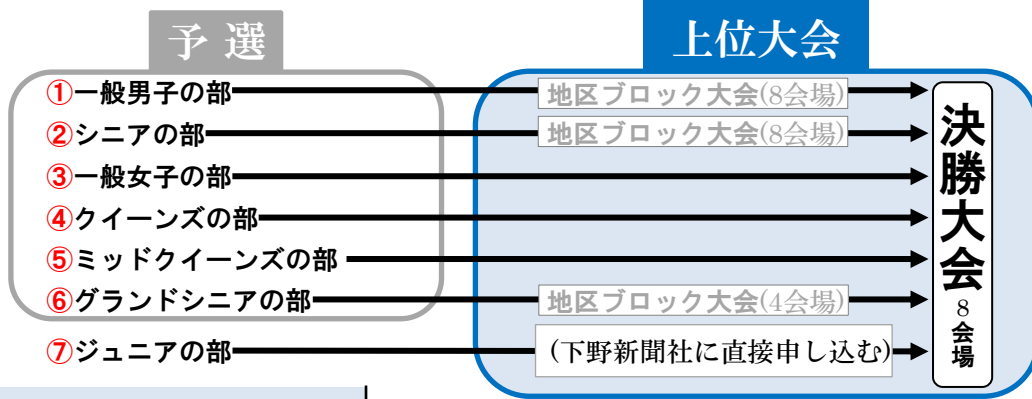 予 選
上位大会
①一般男子の部
地区ブロック大会(8会場)
②シニアの部
地区ブロック大会(8会場)
③一般女子の部
④クイーンズの部
⑤ミッドクイーンズの部
⑥グランドシニアの部
地区ブロック大会(4会場)
⑦ジュニアの部
(下野新聞社に直接申し込む)
決勝大会 8会場